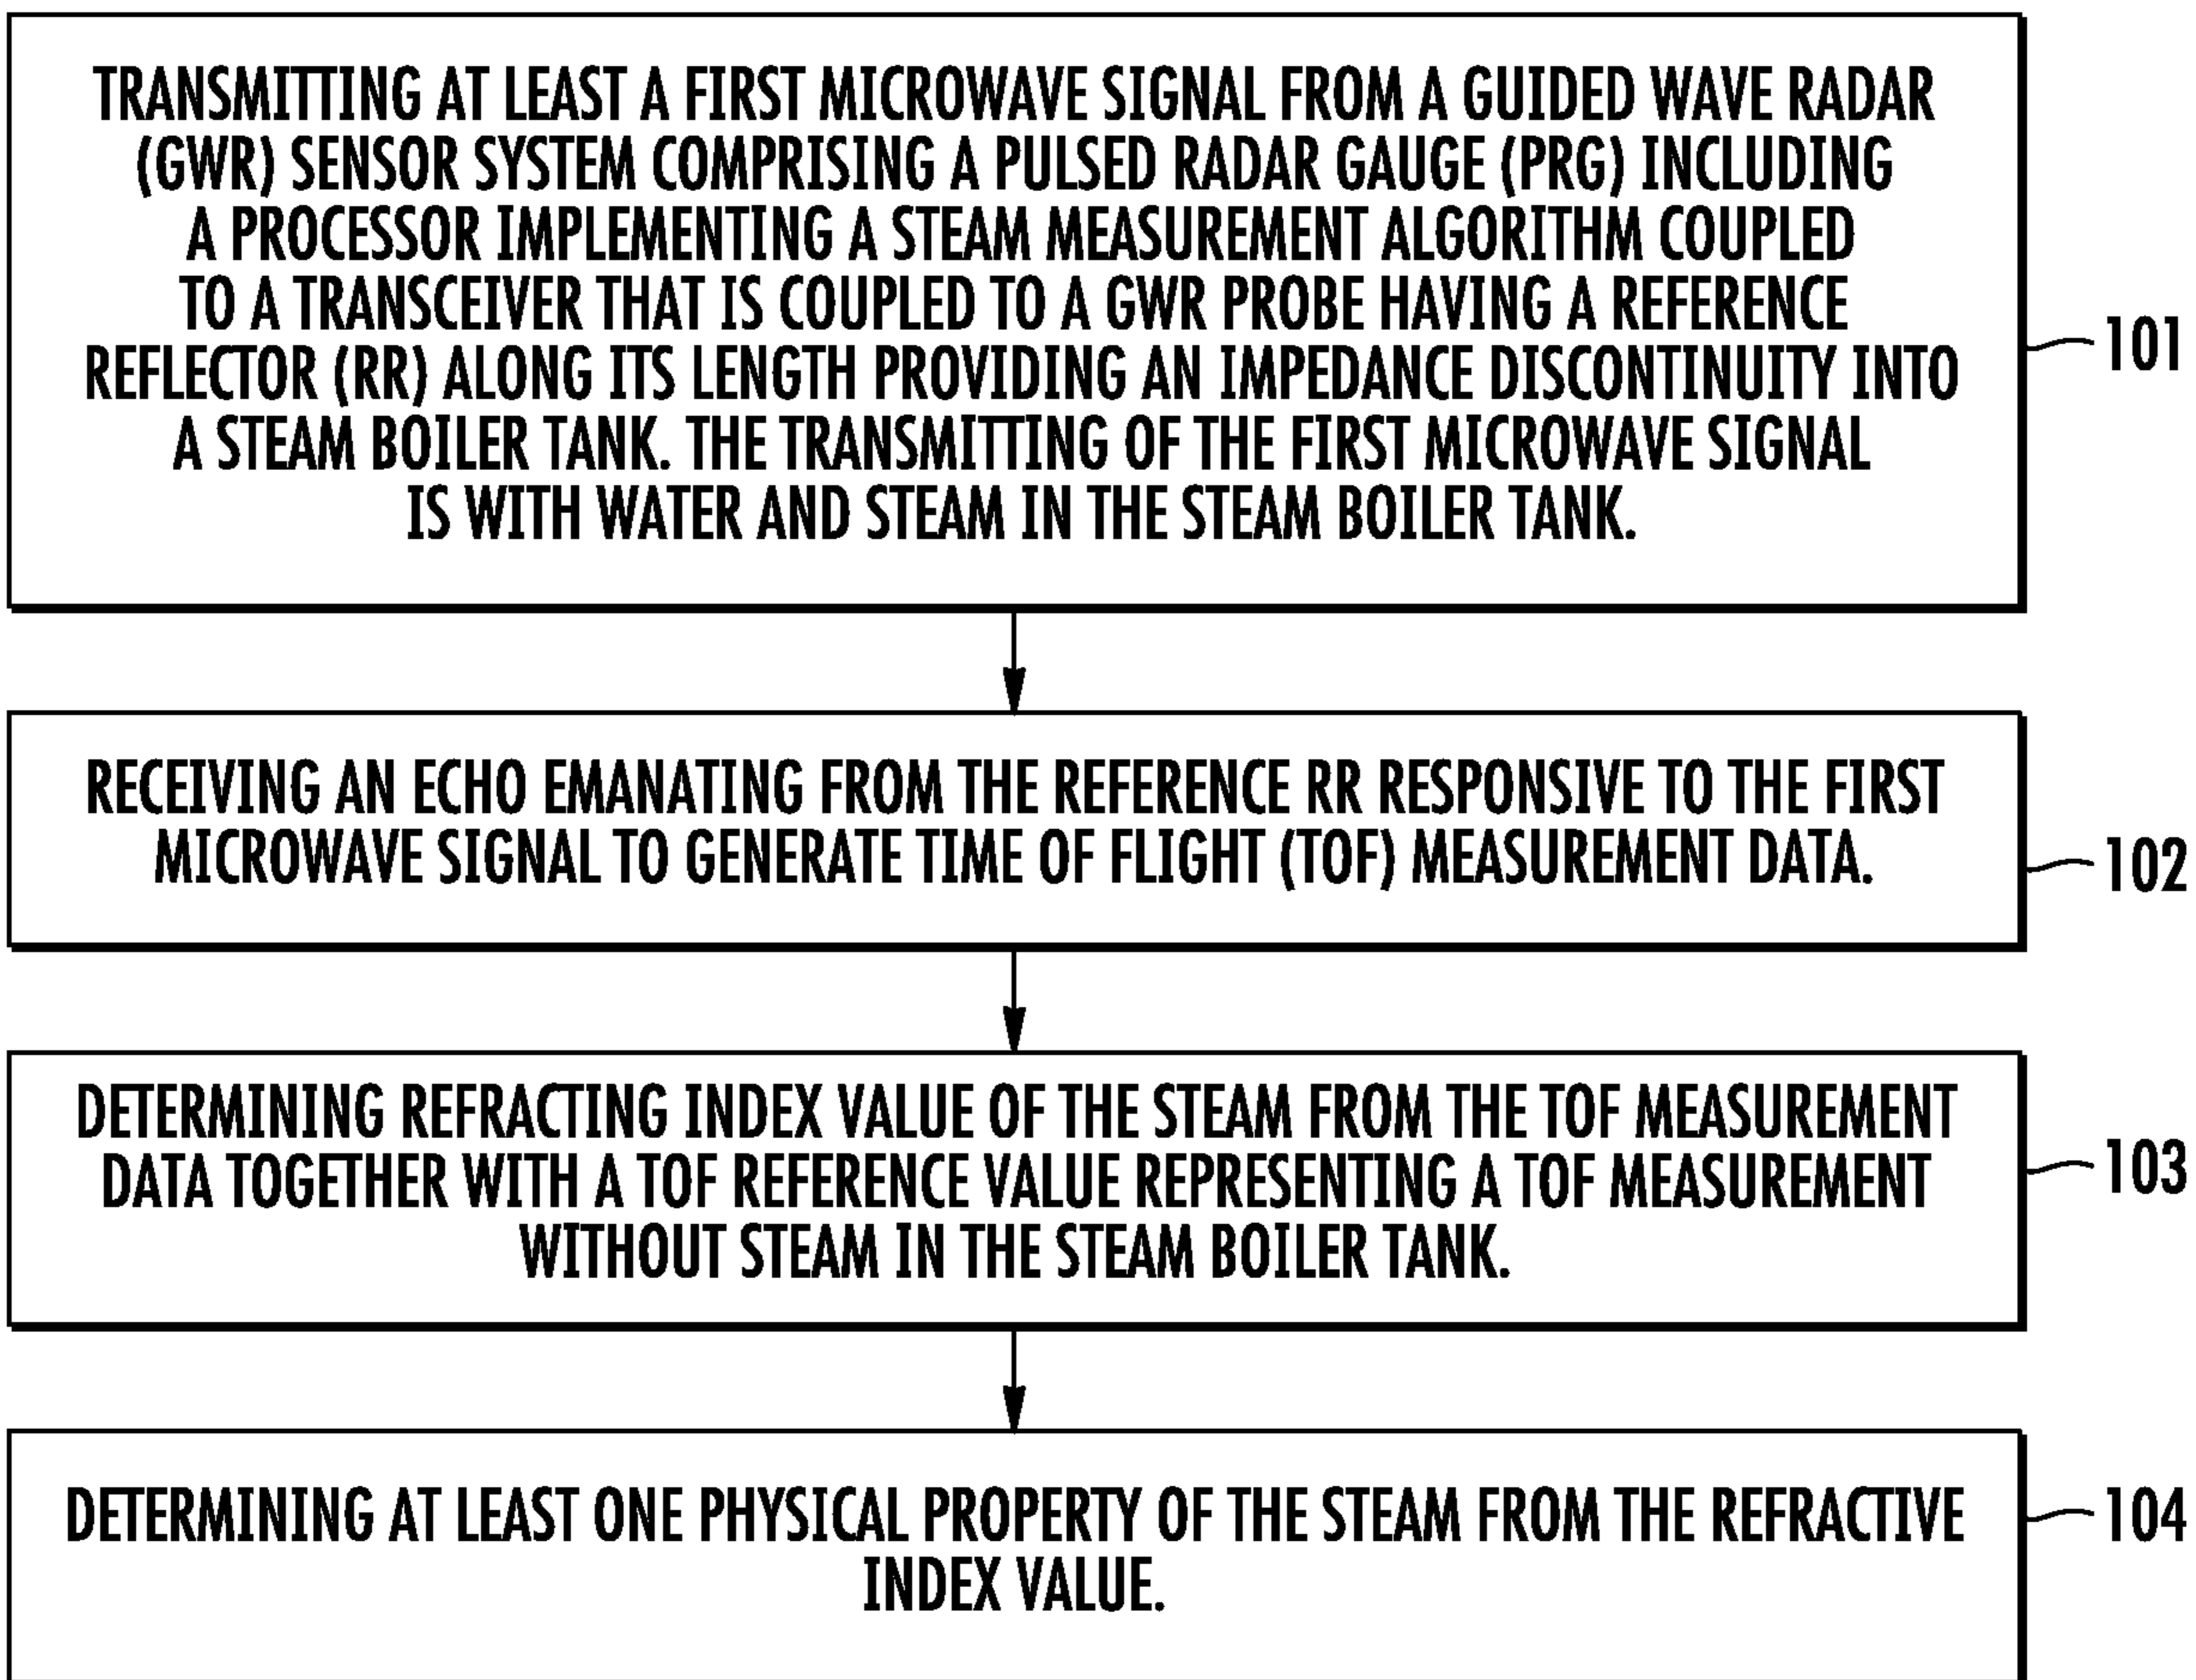 TRANSMITTING AT LEAST A FIRST MICROWAVE SIGNAL FROM A GUIDED WAVE RADAR
(GWR) SENSOR SYSTEM COMPRISING A PULSED RADAR GAUGE (PRG) INCLUDING
A PROCESSOR IMPLEMENTING A STEAM MEASUREMENT ALGORITHM COUPLED
TO A TRANSCEIVER THAT IS COUPLED TO A GWR PROBE HAVING A REFERENCE
REFLECTOR (RR) ALONG ITS LENGTH PROVIDING AN IMPEDANCE DISCONTINUITY INTO
A STEAM BOILER TANK. THE TRANSMITTING OF THE FIRST MICROWAVE SIGNAL
IS WITH WATER AND STEAM IN THE STEAM BOILER TANK.
101
RECEIVING AN ECHO EMANATING FROM THE REFERENCE RR RESPONSIVE TO THE FIRST
MICROWAVE SIGNAL TO GENERATE TIME OF FLIGHT (TOF) MEASUREMENT DATA.
102
DETERMINING REFRACTING INDEX VALUE OF THE STEAM FROM THE TOF MEASUREMENT
DATA TOGETHER WITH A TOF REFERENCE VALUE REPRESENTING A TOF MEASUREMENT
WITHOUT STEAM IN THE STEAM BOILER TANK.
103
DETERMINING AT LEAST ONE PHYSICAL PROPERTY OF THE STEAM FROM THE REFRACTIVE
INDEX VALUE.
104